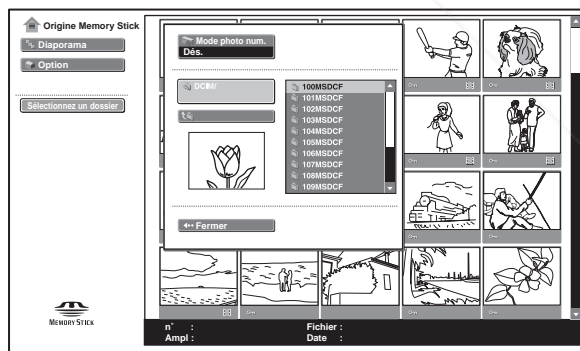 Origine Memory Stick
Diaporama
Option
Sélectionnez un dossier
Mode photo num.
Dés.
DCIM/
100MSDCF
101MSDCF
102MSDCF
103MSDCF
104MSDCF
105MSDCF
106MSDCF
107MSDCF
108MSDCF
109MSDCF
Fermer
MEMORY STICK
n° :
Fichier :
Ampl :
Date :